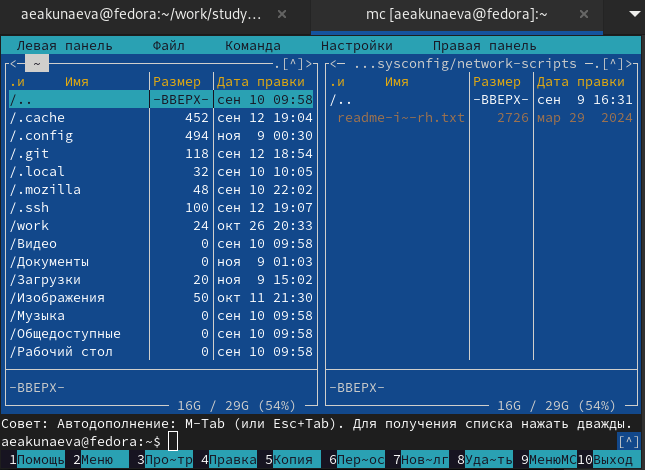 aeakunaeva@fedora:~/work/study... × mc [aeakunaeva@fedora]:~ ×
Левая панель Файл Команда Настройки Правая панель
<─ ~ .[^]> <─ ...sysconfig/network-scripts ─.[^]>
.и Имя Размер Дата правки .и Имя Размер Дата правки
/.. -ВВЕРХ- сен 10 09:58 /.. -ВВЕРХ- сен 9 16:31
/.cache 452 сен 12 19:04 readme-i~-rh.txt 2726 мар 29 2024
/.config 494 ноя 9 00:30
/.git 118 сен 12 18:54
/.local 32 сен 10 10:05
/.mozilla 48 сен 10 22:02
/.ssh 100 сен 12 19:07
/work 24 окт 26 20:33
/Видео 0 сен 10 09:58
/Документы 0 ноя 9 01:03
/Загрузки 20 ноя 9 15:02
/Изображения 50 окт 11 21:30
/Музыка 0 сен 10 09:58
/Общедоступные 0 сен 10 09:58
/Рабочий стол 0 сен 10 09:58
-ВВЕРХ- -ВВЕРХ-
16G / 29G (54%) 16G / 29G (54%)
Совет: Автодополнение: M-Tab (или Esc+Tab). Для получения списка нажать дважды.
aeakunaeva@fedora:~$ [^]
1Помощь 2Меню 3Про~тр 4Правка 5Копия 6Пер~ос 7Нов~лг 8Уда~ть 9МенюMC 10Выход